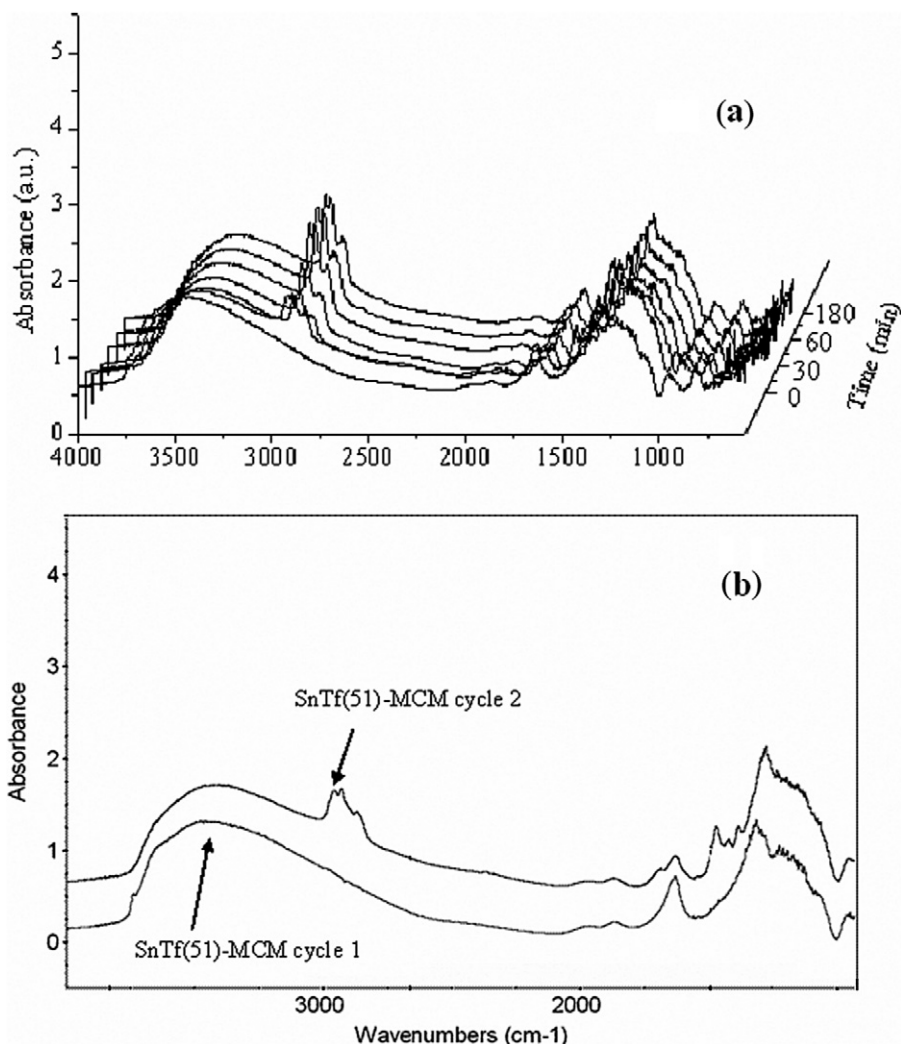 (a)
5
4
3
2
1
0
Absorbance (a.u.)
4000 3500 3000 2500 2000 1500 1000
180
60
30
0
Time (min)
(b)
4
3
2
1
0
Absorbance
SnTf(51)-MCM cycle 2
SnTf(51)-MCM cycle 1
3000 2000
Wavenumbers (cm-1)